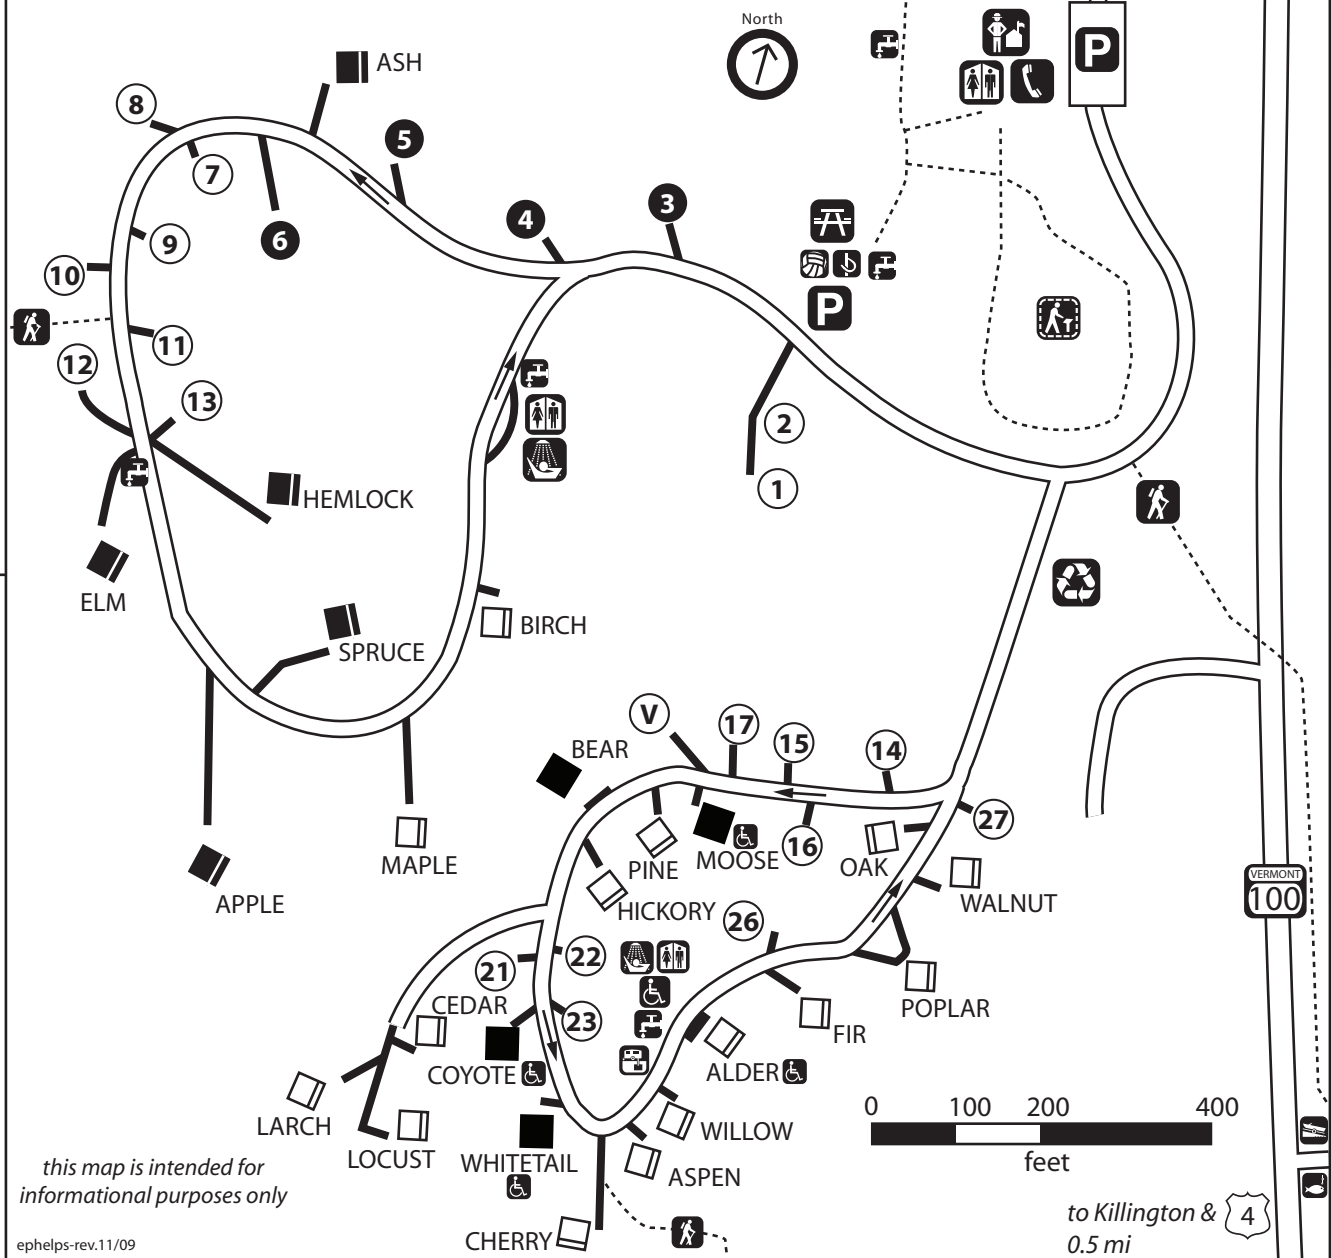 North
P
ASH
8
5
7
3
4
6
9
10
P
11
12
13
2
HEMLOCK
1
ELM
BIRCH
SPRUCE
V
17
15
BEAR
14
27
MAPLE
PINE
MOOSE
16
OAK
APPLE
HICKORY
WALNUT
VERMONT
100
26
22
21
CEDAR
POPLAR
23
FIR
COYOTE
ALDER
0 100 200 400
feet
LARCH
WILLOW
LOCUST
WHITETAIL
ASPEN
this map is intended for
informational purposes only
CHERRY
to Killington & 4
0.5 mi
ephelps-rev.11/09